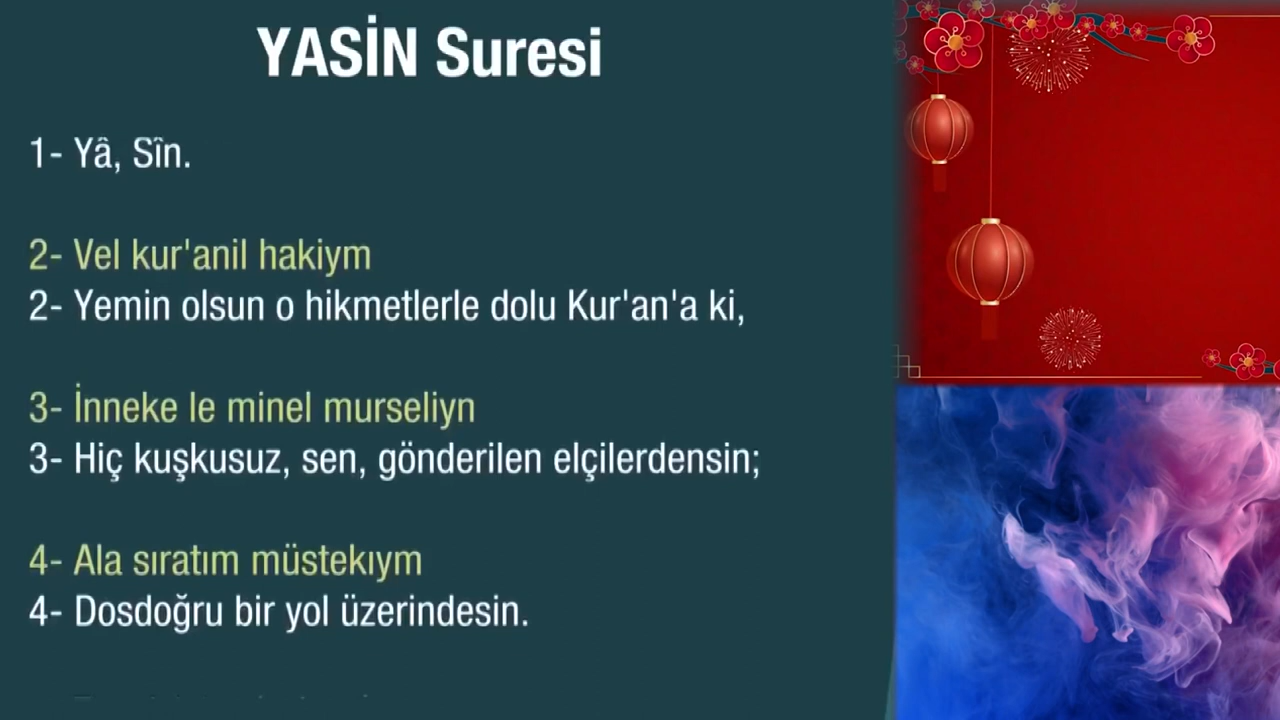 YASİN Suresi
1- Yâ, Sîn.
2- Vel kur'anil hakiym
2- Yemin olsun o hikmetlerle dolu Kur'an'a ki,
3- İnneke le minel murseliyn
3- Hiç kuşkusuz, sen, gönderilen elçilerdensin;
4- Ala sıratım müstekıym
4- Dosdoğru bir yol üzerindesin.